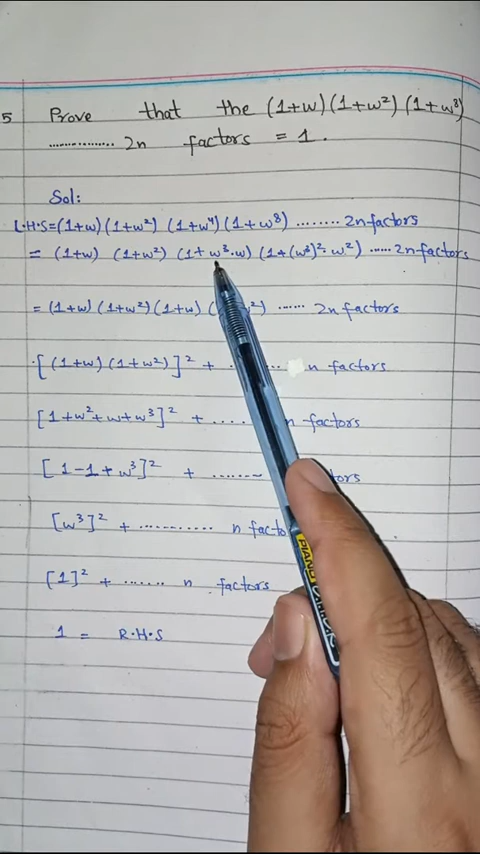 5 Prove that the (1+w)(1+w²)(1+w⁸)
............... 2n factors = 1.
Sol:
L.H.S=(1+w)(1+w²)(1+w⁴)(1+w⁸) ........ 2n factors
= (1+w) (1+w²) (1+w³.w) (1+(w³)².w²) ..... 2n factors
= (1+w)(1+w²)(1+w)( w²) ...... 2n factors
.[(1+w)(1+w²)]² + . ... n factors
[1+w²+w+w³]² + .... n factors
[1-1+w³]² + .......
[w³]² + ........... n
[1]² + ....... n factors
1 = R.H.S
PIANO